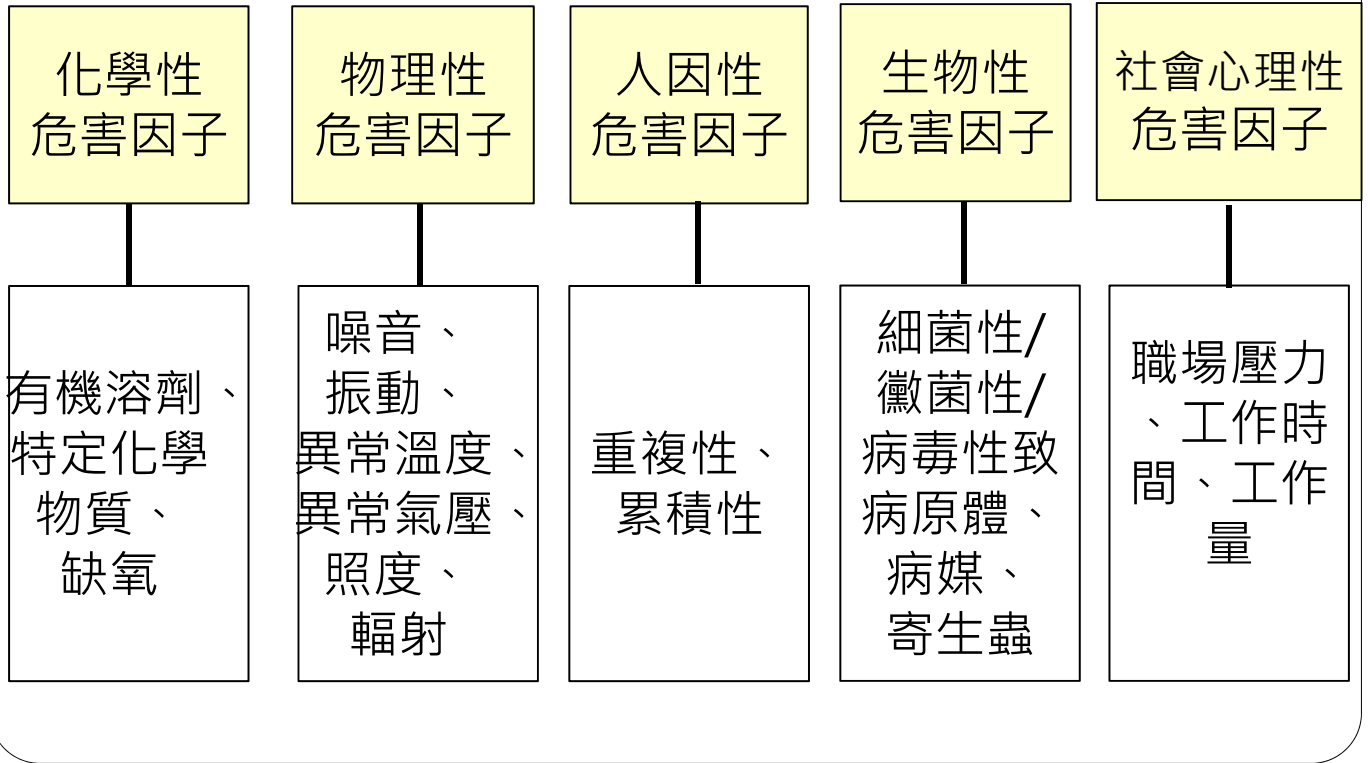 化學性
危害因子
物理性
危害因子
人因性
危害因子
生物性
危害因子
社會心理性
危害因子
有機溶劑、
特定化學
物質、
缺氧
噪音、
振動、
異常溫度、
異常氣壓、
照度、
輻射
重複性、
累積性
細菌性/
黴菌性/
病毒性致
病原體、
病媒、
寄生蟲
職場壓力
、工作時
間、工作
量